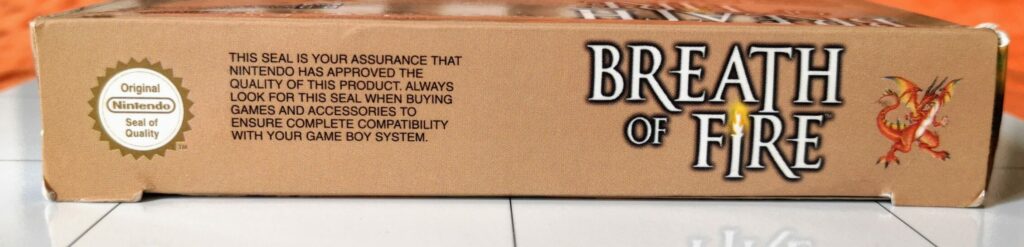 Original
Nintendo
Seal of
Quality
TM
THIS SEAL IS YOUR ASSURANCE THAT
NINTENDO HAS APPROVED THE
QUALITY OF THIS PRODUCT. ALWAYS
LOOK FOR THIS SEAL WHEN BUYING
GAMES AND ACCESSORIES TO
ENSURE COMPLETE COMPATIBILITY
WITH YOUR GAME BOY SYSTEM.
BREATH
OF FIRE
TM